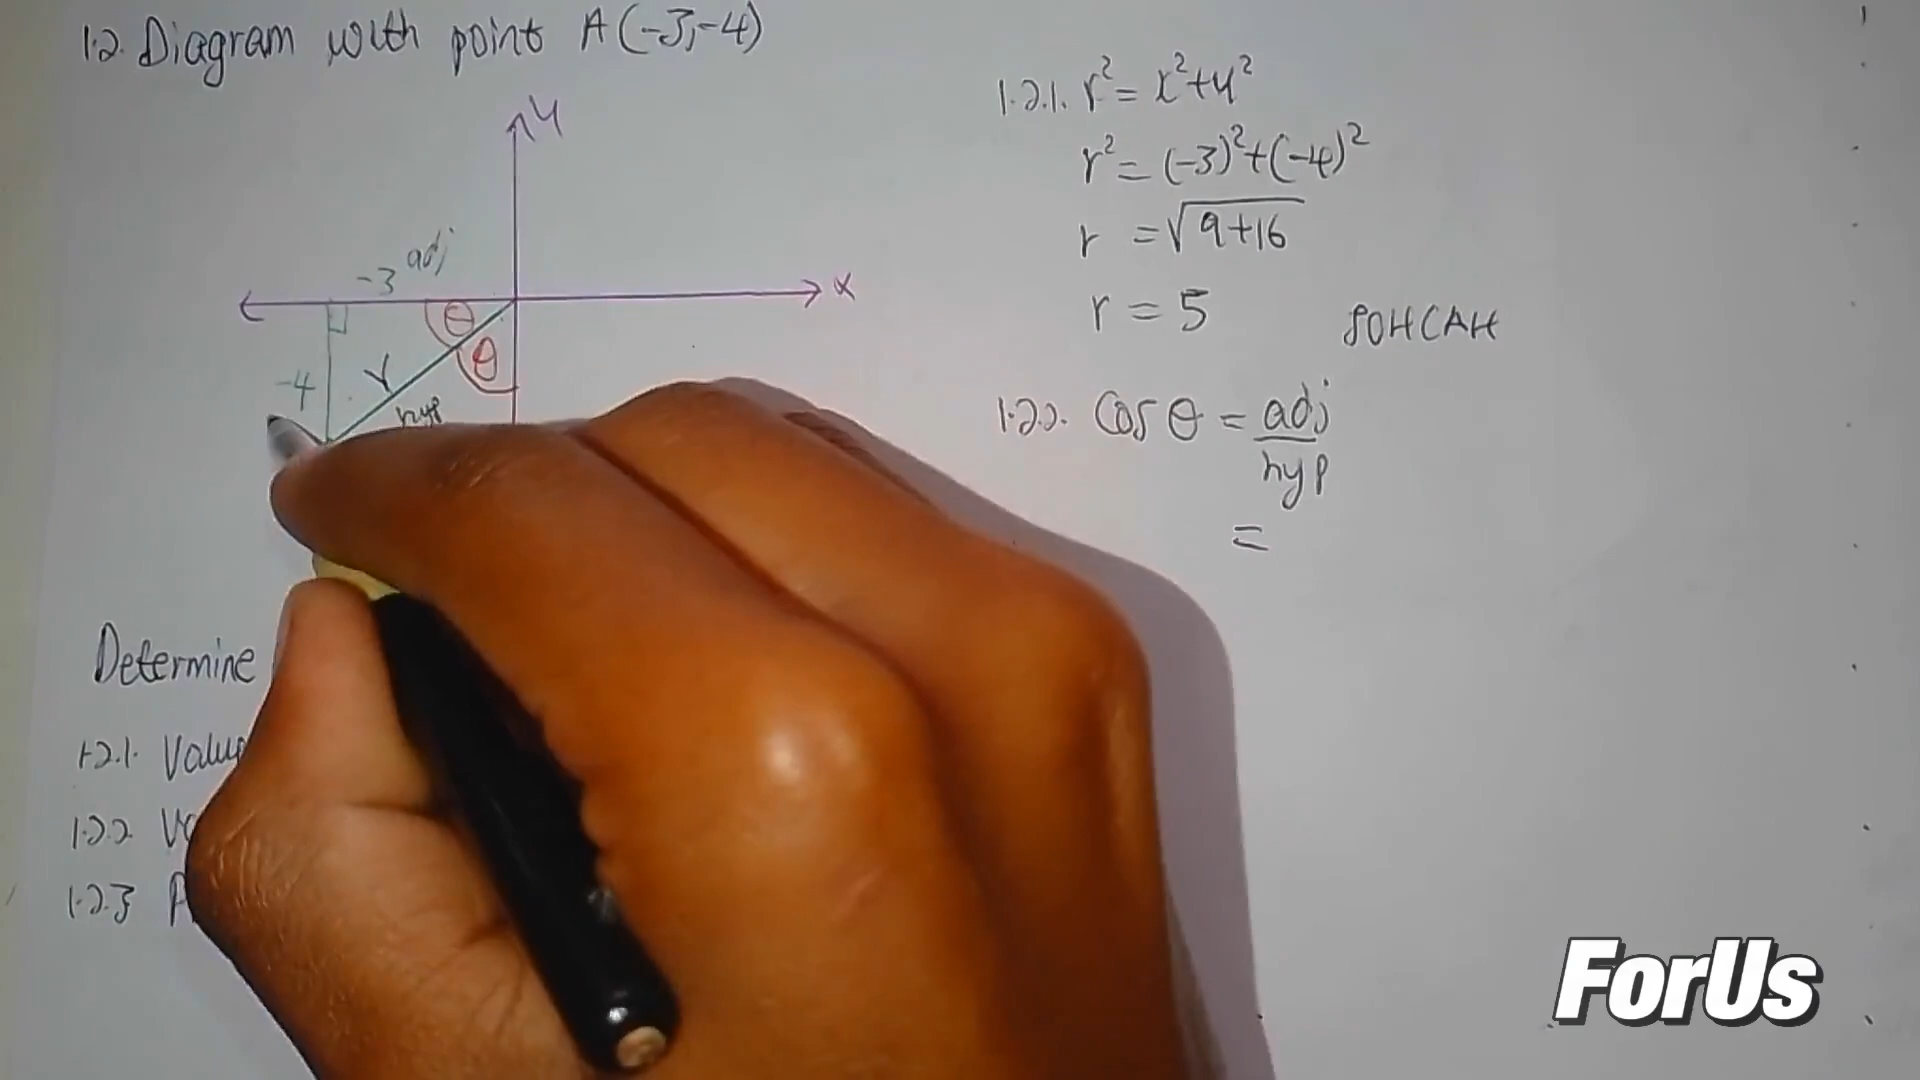 1.2. Diagram with point A(-3;-4)
y
-3 adj
x
θ
θ
-4
r
hyp
Determine
1.2.1. Value
1.2.2.
1.2.3
1.2.1. r² = x²+y²
r² = (-3)²+(-4)²
r = √9+16
r = 5
SOHCAH
1.2.2. Cos θ = adj
hyp
=
ForUs